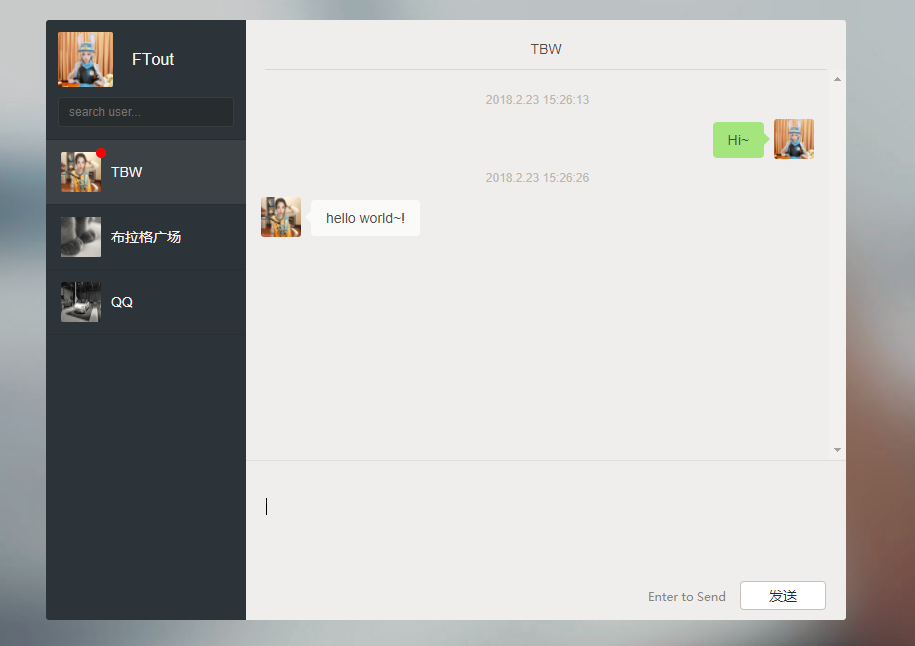 FTout
search user...
TBW
布拉格广场
QQ
TBW
2018.2.23 15:26:13
Hi~
2018.2.23 15:26:26
hello world~!
Enter to Send
发送